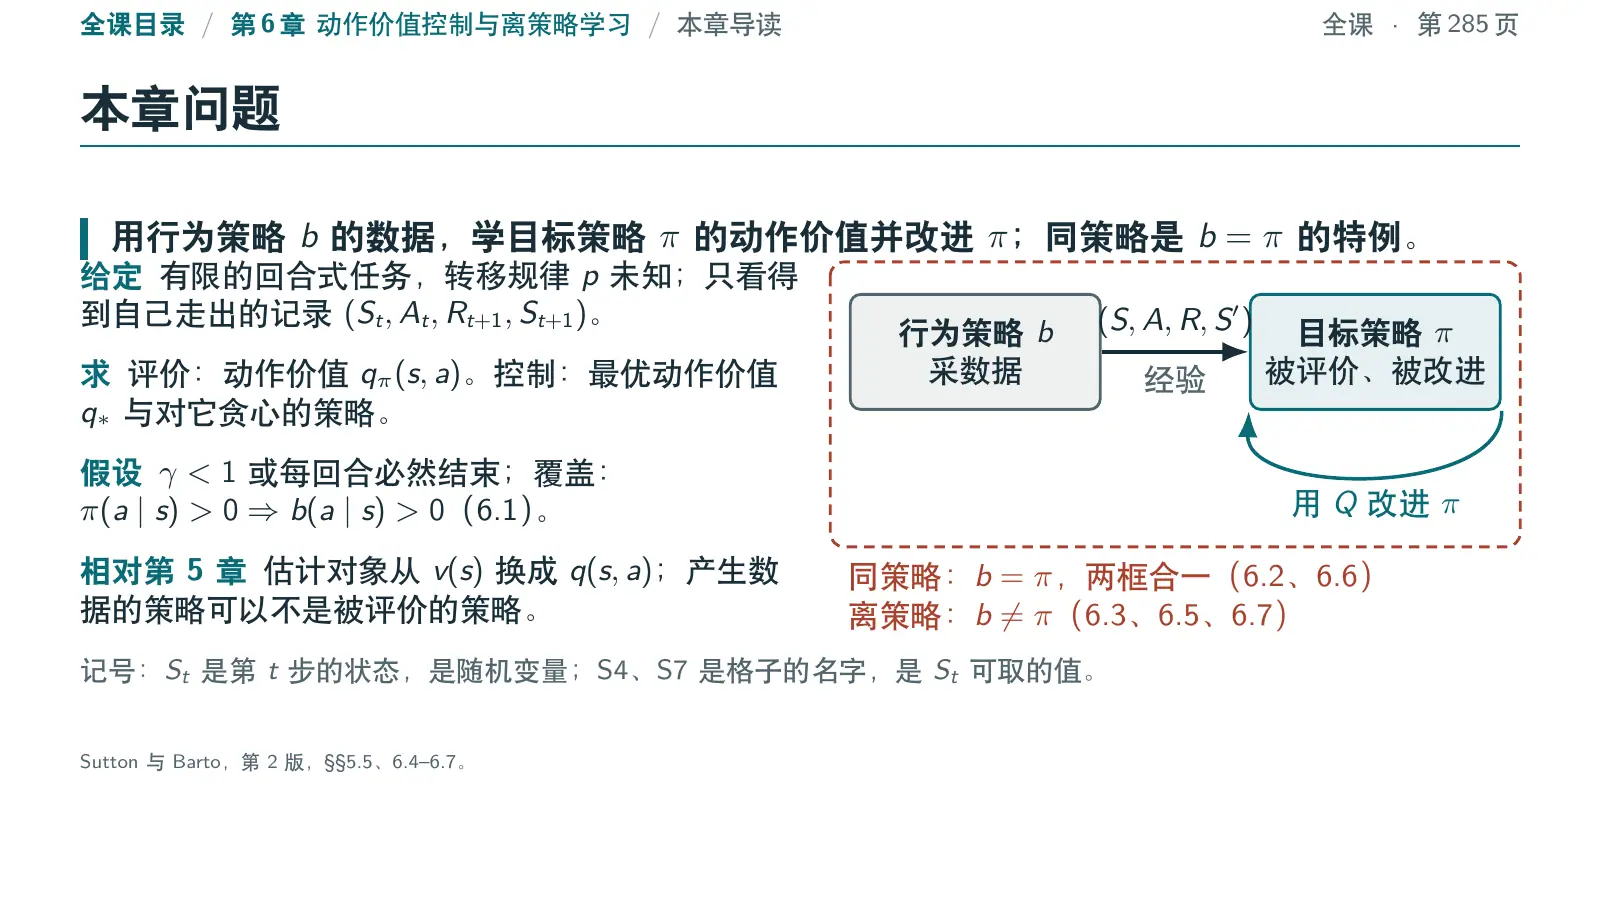 全课目录 / 第 6 章 动作价值控制与离策略学习 / 本章导读
全课 · 第 285 页
本章问题
用行为策略 b 的数据，学目标策略 π 的动作价值并改进 π；同策略是 b = π 的特例。
给定 有限的回合式任务，转移规律 p 未知；只看得
到自己走出的记录 (Sₜ, Aₜ, Rₜ₊₁, Sₜ₊₁)。
求 评价：动作价值 q_π(s, a)。控制：最优动作价值
q∗ 与对它贪心的策略。
假设 γ < 1 或每回合必然结束；覆盖：
π(a | s) > 0 ⇒ b(a | s) > 0（6.1）。
相对第 5 章 估计对象从 v(s) 换成 q(s, a)；产生数
据的策略可以不是被评价的策略。
行为策略 b
采数据
(S, A, R, S′)
经验
目标策略 π
被评价、被改进
用 Q 改进 π
同策略：b = π，两框合一（6.2、6.6）
离策略：b ≠ π（6.3、6.5、6.7）
记号：Sₜ 是第 t 步的状态，是随机变量；S4、S7 是格子的名字，是 Sₜ 可取的值。
Sutton 与 Barto，第 2 版，§§5.5、6.4–6.7。